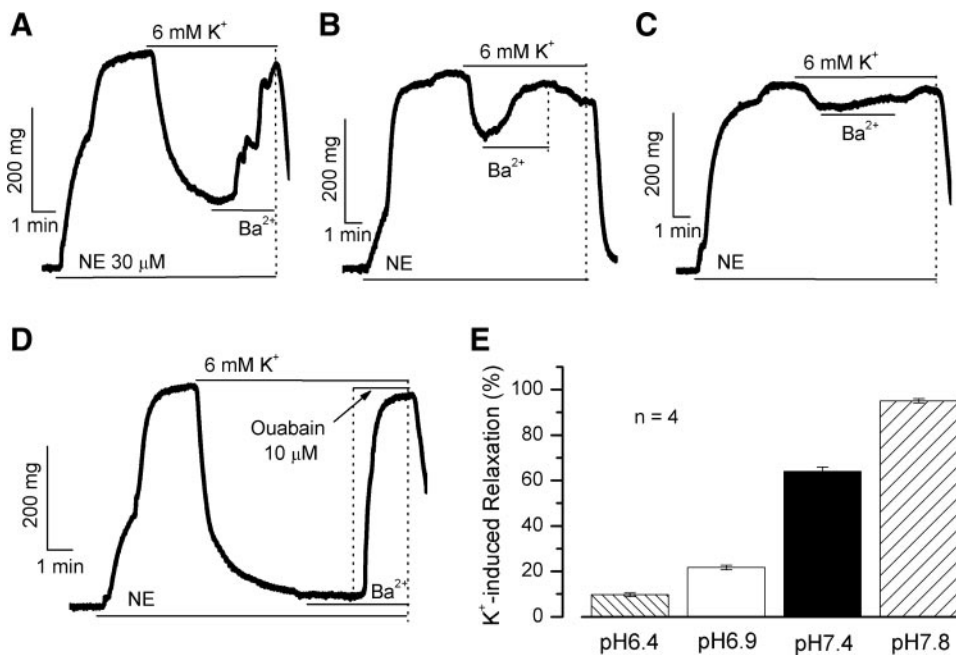 A
6 mM K⁺
200 mg
1 min
Ba²⁺
NE 30 μM
B
6 mM K⁺
200 mg
1 min
Ba²⁺
NE
C
6 mM K⁺
200 mg
1 min
Ba²⁺
NE
D
6 mM K⁺
Ouabain
10 μM
200 mg
1 min
Ba²⁺
NE
E
K⁺-induced Relaxation (%)
100
80
60
40
20
0
n = 4
pH6.4 pH6.9 pH7.4 pH7.8